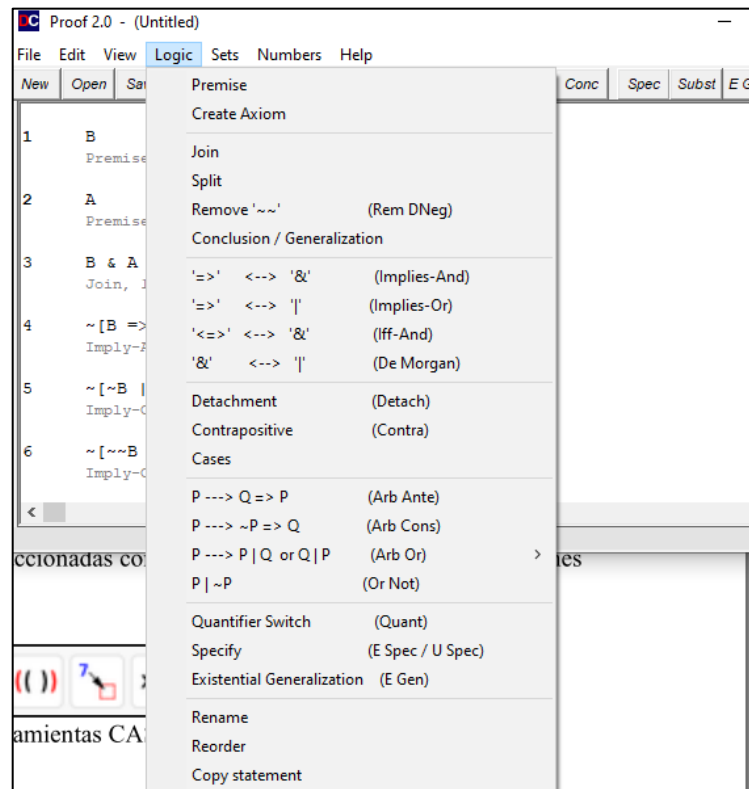 DC Proof 2.0 - (Untitled)
File Edit View Logic Sets Numbers Help
New Open Sa Conc Spec Subst E G
Premise
Create Axiom
Join
Split
Remove '~~' (Rem DNeg)
Conclusion / Generalization
'=>' <--> '&' (Implies-And)
'=>' <--> '|' (Implies-Or)
'<=>' <--> '&' (Iff-And)
'&' <--> '|' (De Morgan)
Detachment (Detach)
Contrapositive (Contra)
Cases
P ---> Q => P (Arb Ante)
P ---> ~P => Q (Arb Cons)
P ---> P | Q or Q | P (Arb Or) >
P | ~P (Or Not)
Quantifier Switch (Quant)
Specify (E Spec / U Spec)
Existential Generalization (E Gen)
Rename
Reorder
Copy statement
1 B
Premise
2 A
Premise
3 B & A
Join, 1
4 ~[B =>
Imply-A
5 ~[~B |
Imply-O
6 ~[~~B
Imply-O
ccionadas co nes
(( )) 7
amientas CA